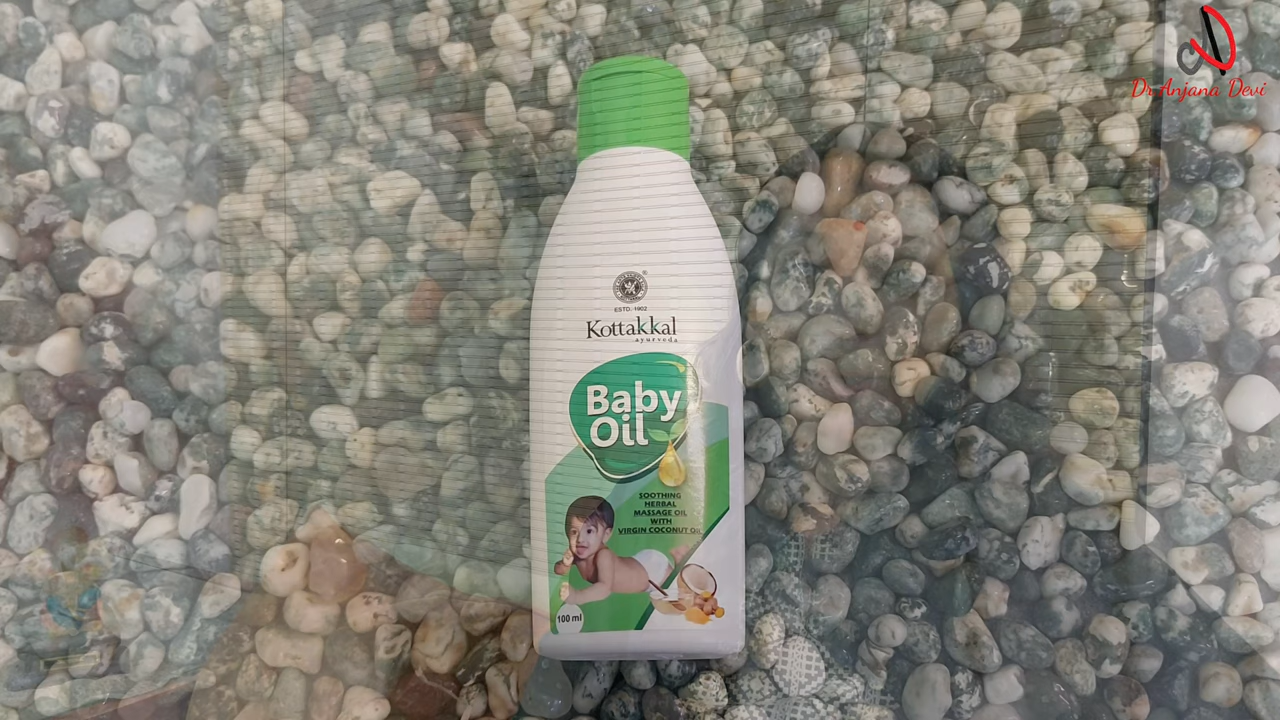 Dr.Anjana Devi
ESTD. 1902
Kottakkal
ayurveda
Baby
Oil
SOOTHING
HERBAL
MASSAGE OIL
WITH
VIRGIN COCONUT OIL
100 ml